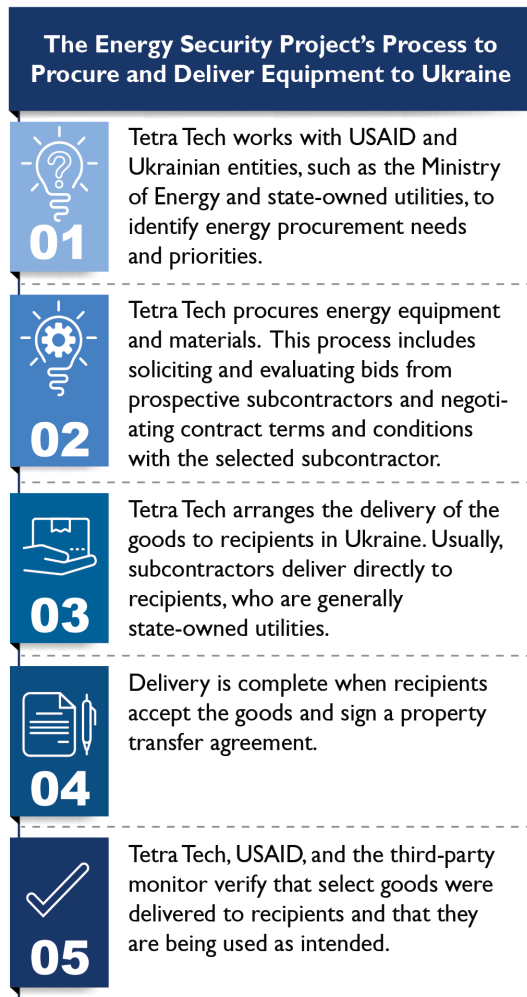 The Energy Security Project's Process to
Procure and Deliver Equipment to Ukraine
01
Tetra Tech works with USAID and
Ukrainian entities, such as the Ministry
of Energy and state-owned utilities, to
identify energy procurement needs
and priorities.
02
Tetra Tech procures energy equipment
and materials. This process includes
soliciting and evaluating bids from
prospective subcontractors and negoti-
ating contract terms and conditions
with the selected subcontractor.
03
Tetra Tech arranges the delivery of the
goods to recipients in Ukraine. Usually,
subcontractors deliver directly to
recipients, who are generally
state-owned utilities.
04
Delivery is complete when recipients
accept the goods and sign a property
transfer agreement.
05
Tetra Tech, USAID, and the third-party
monitor verify that select goods were
delivered to recipients and that they
are being used as intended.